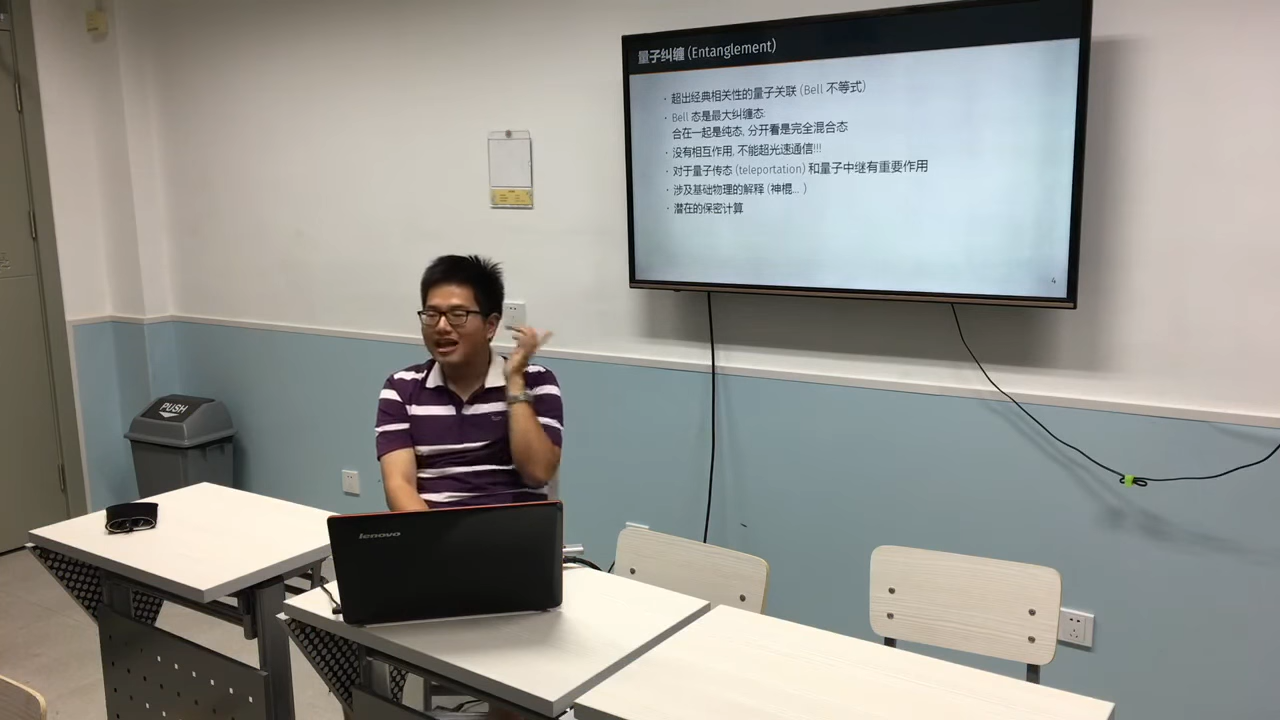 量子纠缠 (Entanglement)
· 超出经典相关性的量子关联 (Bell 不等式)
· Bell 态是最大纠缠态:
合在一起是纯态, 分开看是完全混合态
· 没有相互作用, 不能超光速通信!!!
· 对于量子传态 (teleportation) 和量子中继有重要作用
· 涉及基础物理的解释 (神棍... )
· 潜在的保密计算
4
PUSH
lenovo